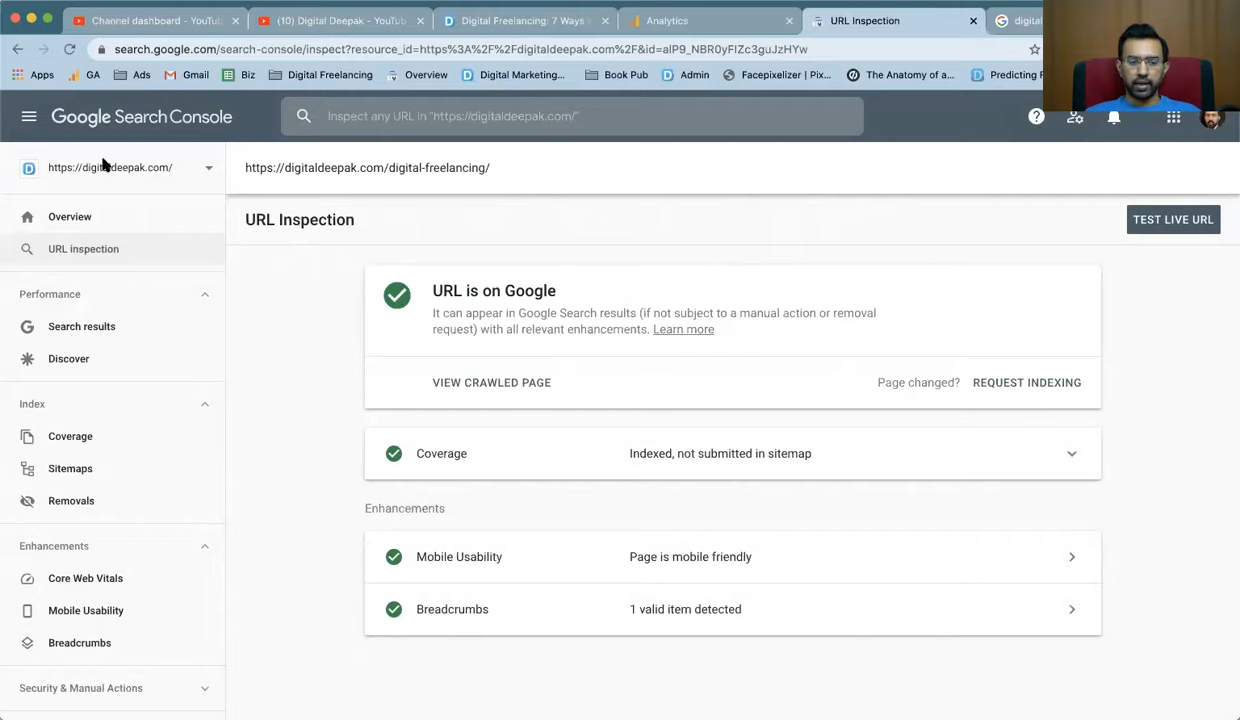 Channel dashboard - YouTu
(10) Digital Deepak - YouTub
Digital Freelancing: 7 Ways t
Analytics
URL Inspection
digital
search.google.com/search-console/inspect?resource_id=https%3A%2F%2Fdigitaldeepak.com%2F&id=alP9_NBR0yFIZc3guJzHYw
Apps
GA
Ads
Gmail
Biz
Digital Freelancing
Overview
Digital Marketing...
Book Pub
Admin
Facepixelizer | Pix...
The Anatomy of a...
Predicting F
Google Search Console
Inspect any URL in "https://digitaldeepak.com/"
https://digitaldeepak.com/
https://digitaldeepak.com/digital-freelancing/
Overview
URL inspection
Performance
Search results
Discover
Index
Coverage
Sitemaps
Removals
Enhancements
Core Web Vitals
Mobile Usability
Breadcrumbs
Security & Manual Actions
URL Inspection
TEST LIVE URL
URL is on Google
It can appear in Google Search results (if not subject to a manual action or removal
request) with all relevant enhancements. Learn more
VIEW CRAWLED PAGE
Page changed? REQUEST INDEXING
Coverage
Indexed, not submitted in sitemap
Enhancements
Mobile Usability
Page is mobile friendly
Breadcrumbs
1 valid item detected